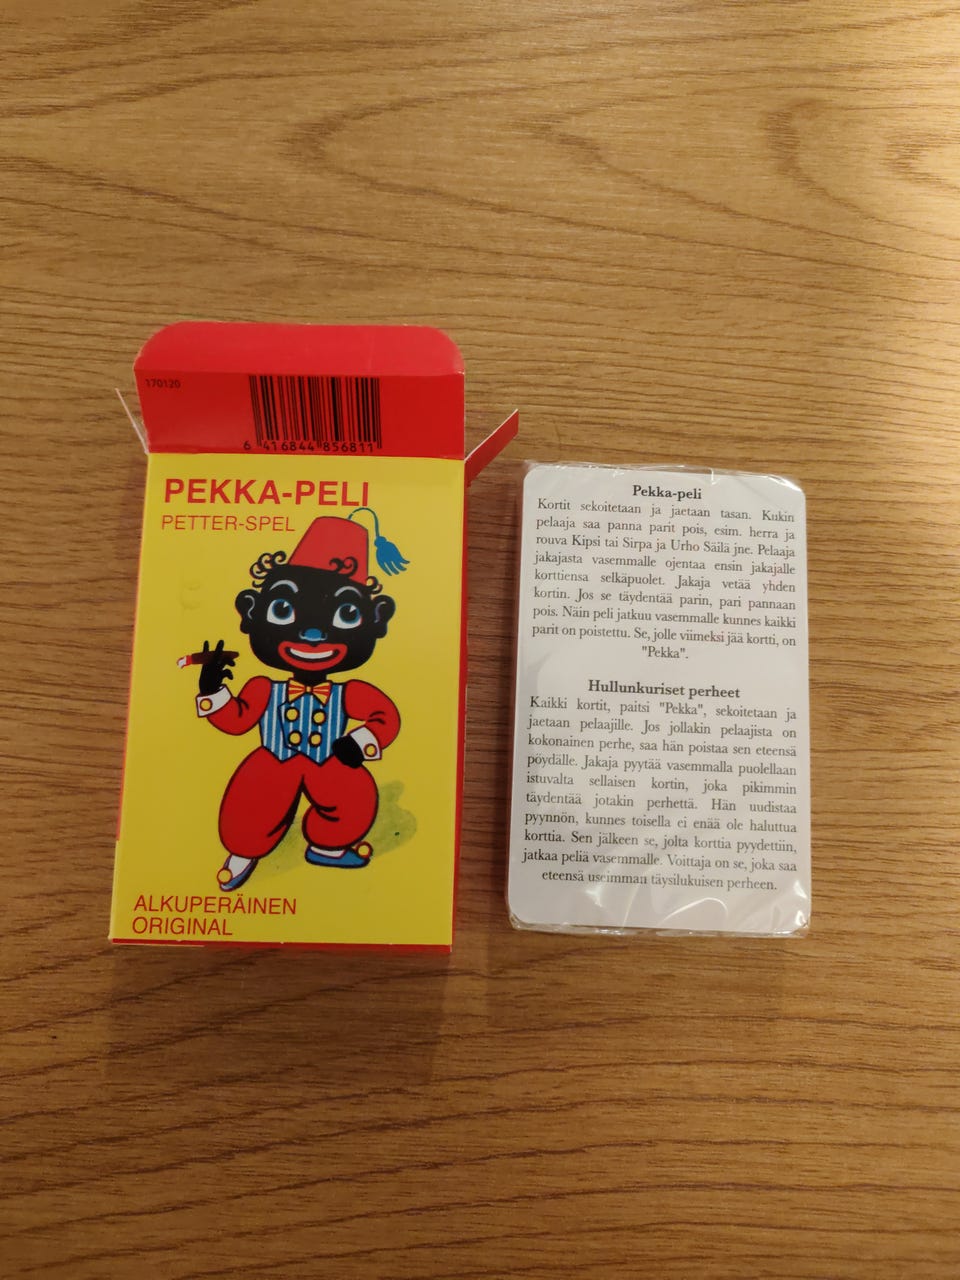 170120
6 416844 856811
PEKKA-PELI
PETTER-SPEL
ALKUPERÄINEN
ORIGINAL
Pekka-peli
Kortit sekoitetaan ja jaetaan tasan. Kukin
pelaaja saa panna parit pois, esim. herra ja
rouva Kipsi tai Sirpa ja Urho Säilä jne. Pelaaja
jakajasta vasemmalle ojentaa ensin jakajalle
korttiensa selkäpuolet. Jakaja vetää yhden
kortin. Jos se täydentää parin, pari pannaan
pois. Näin peli jatkuu vasemmalle kunnes kaikki
parit on poistettu. Se, jolle viimeksi jää kortti, on
"Pekka".
Hullunkuriset perheet
Kaikki kortit, paitsi "Pekka", sekoitetaan ja
jaetaan pelaajille. Jos jollakin pelaajista on
kokonainen perhe, saa hän poistaa sen eteensä
pöydälle. Jakaja pyytää vasemmalla puolellaan
istuvalta sellaisen kortin, joka pikimmin
täydentää jotakin perhettä. Hän uudistaa
pyynnön, kunnes toisella ei enää ole haluttua
korttia. Sen jälkeen se, jolta korttia pyydettiin,
jatkaa peliä vasemmalle. Voittaja on se, joka saa
eteensä useimman täysilukuisen perheen.